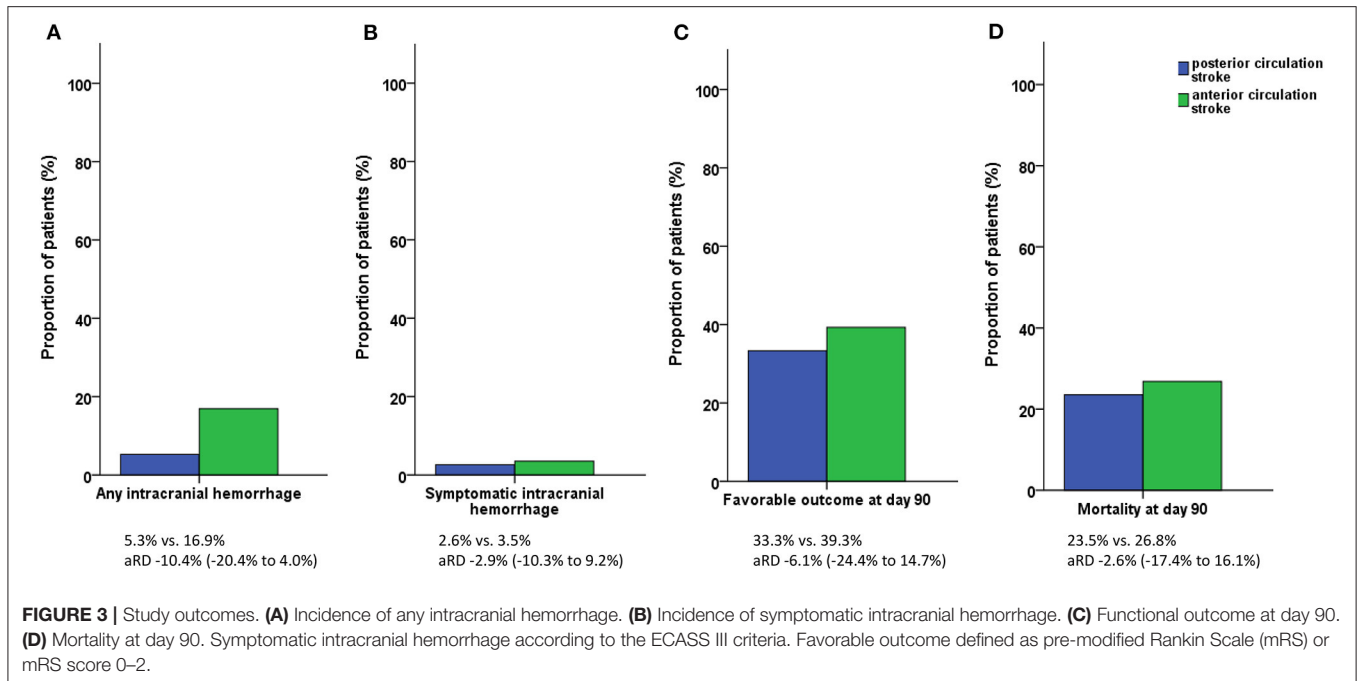 A
Proportion of patients (%)
100
80
60
40
20
0
Any intracranial hemorrhage
5.3% vs. 16.9%
aRD -10.4% (-20.4% to 4.0%)
B
Proportion of patients (%)
100
80
60
40
20
0
Symptomatic intracranial
hemorrhage
2.6% vs. 3.5%
aRD -2.9% (-10.3% to 9.2%)
C
Proportion of patients (%)
100
80
60
40
20
0
Favorable outcome at day 90
33.3% vs. 39.3%
aRD -6.1% (-24.4% to 14.7%)
D
Proportion of patients (%)
100
80
60
40
20
0
Mortality at day 90
23.5% vs. 26.8%
aRD -2.6% (-17.4% to 16.1%)
posterior circulation
stroke
anterior circulation
stroke
FIGURE 3 | Study outcomes. (A) Incidence of any intracranial hemorrhage. (B) Incidence of symptomatic intracranial hemorrhage. (C) Functional outcome at day 90.
(D) Mortality at day 90. Symptomatic intracranial hemorrhage according to the ECASS III criteria. Favorable outcome defined as pre-modified Rankin Scale (mRS) or
mRS score 0–2.